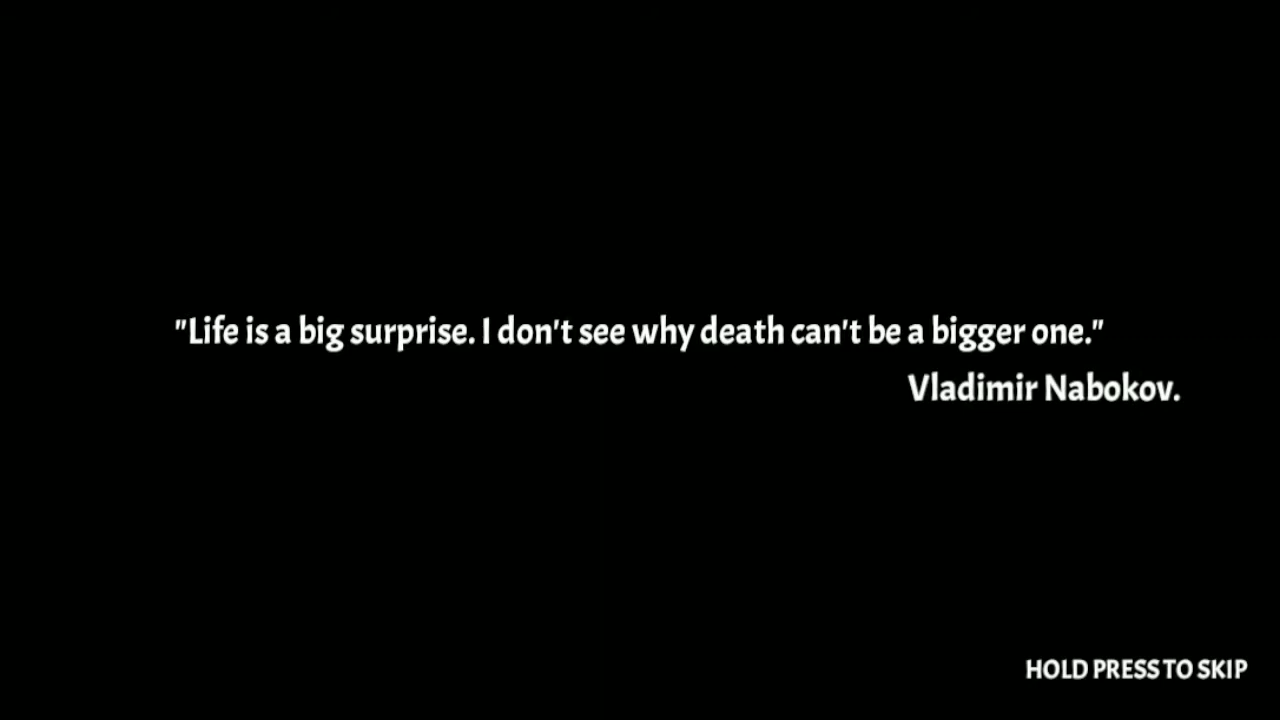 "Life is a big surprise. I don't see why death can't be a bigger one."
Vladimir Nabokov.
HOLD PRESS TO SKIP